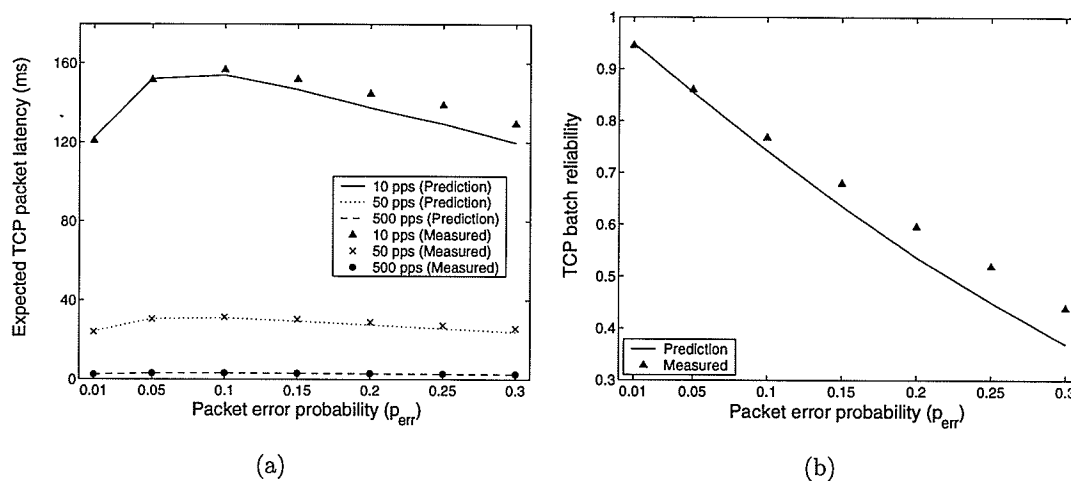 Expected TCP packet latency (ms)
160
120
80
40
0
10 pps (Prediction)
50 pps (Prediction)
500 pps (Prediction)
10 pps (Measured)
50 pps (Measured)
500 pps (Measured)
0.01 0.05 0.1 0.15 0.2 0.25 0.3
Packet error probability (p_err)
(a)
TCP batch reliability
1
0.9
0.8
0.7
0.6
0.5
0.4
0.3
Prediction
Measured
0.01 0.05 0.10 0.15 0.20 0.25 0.3
Packet error probability (p_err)
(b)